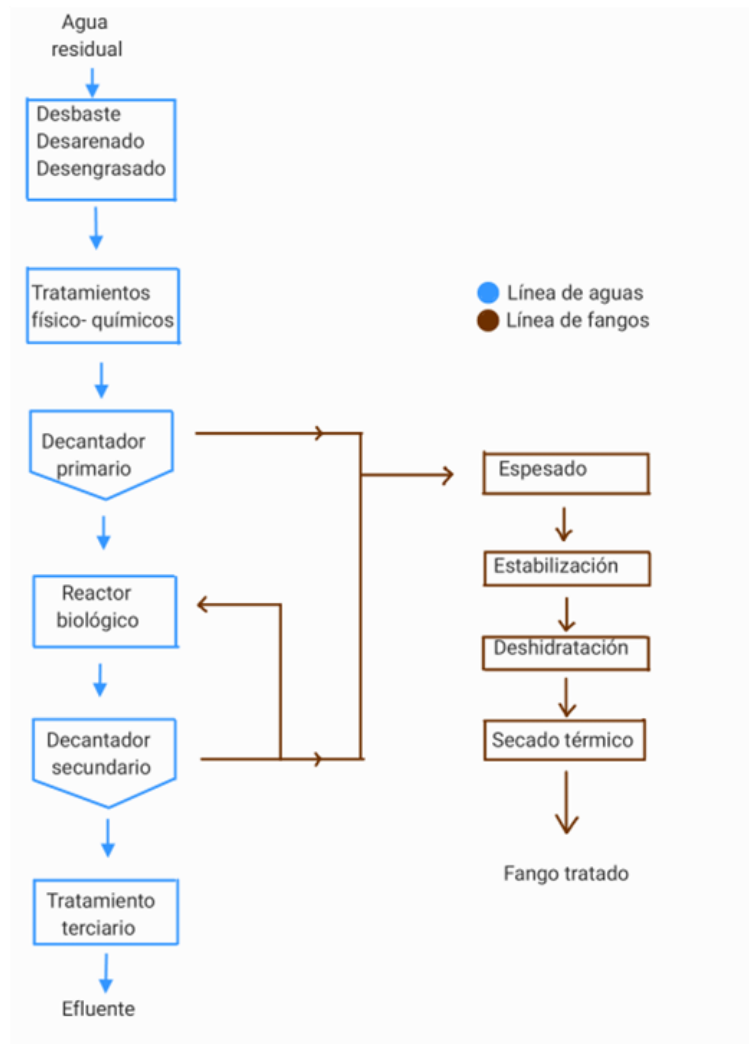 Agua
residual
Desbaste
Desarenado
Desengrasado
Tratamientos
físico- químicos
Línea de aguas
Línea de fangos
Decantador
primario
Espesado
Estabilización
Reactor
biológico
Deshidratación
Decantador
secundario
Secado térmico
Fango tratado
Tratamiento
terciario
Efluente